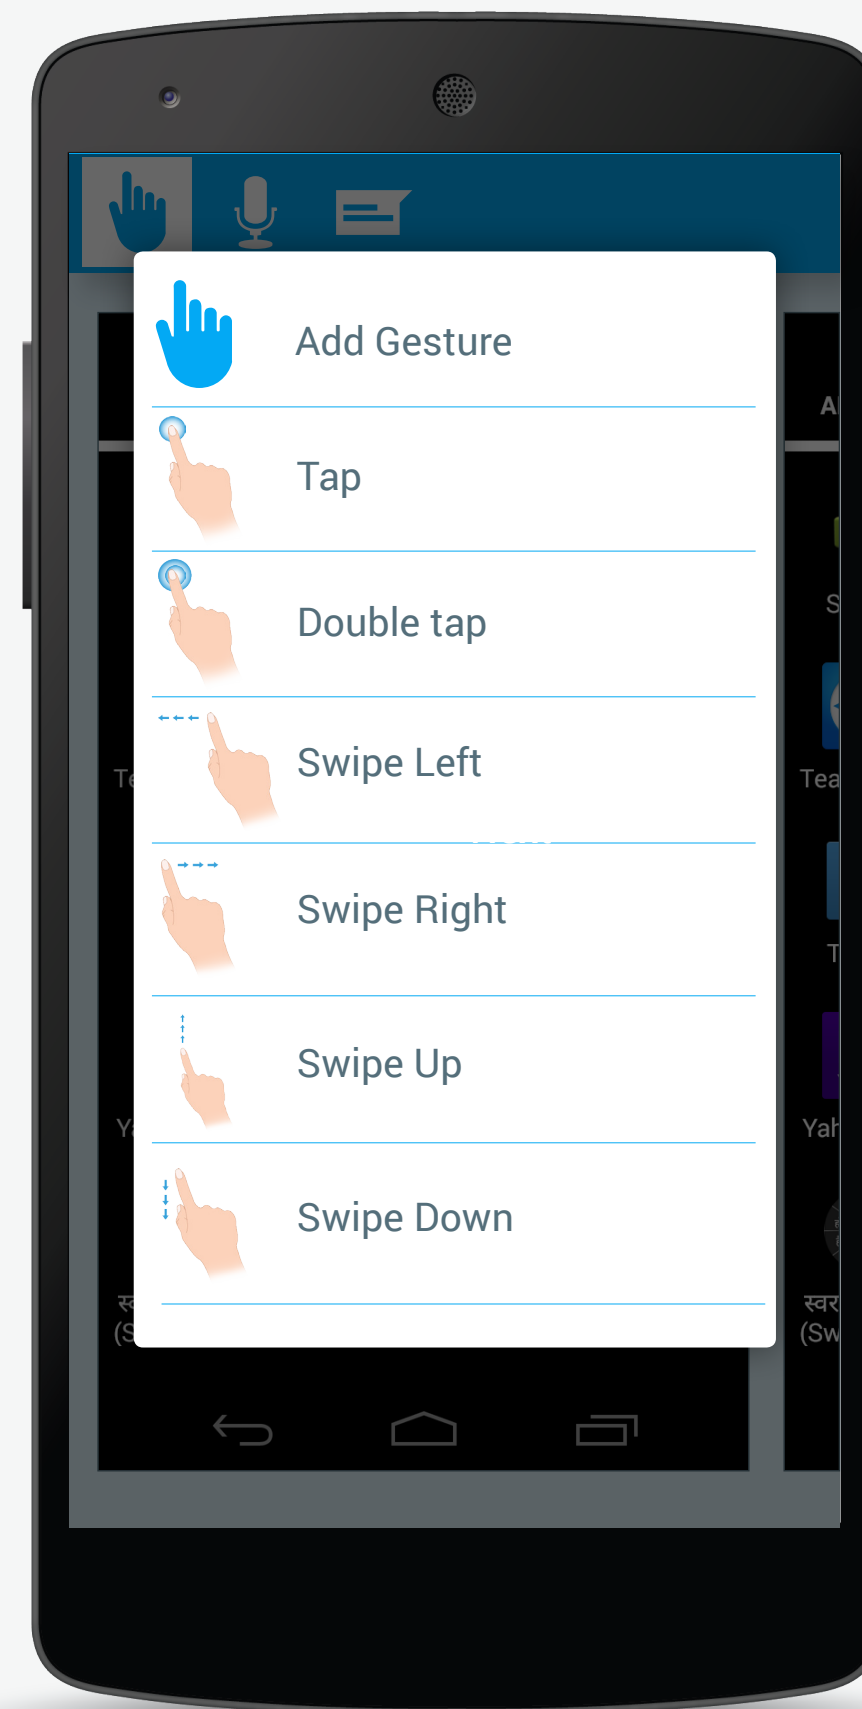 Add Gesture
Tap
Double tap
Swipe Left
Swipe Right
Swipe Up
Swipe Down